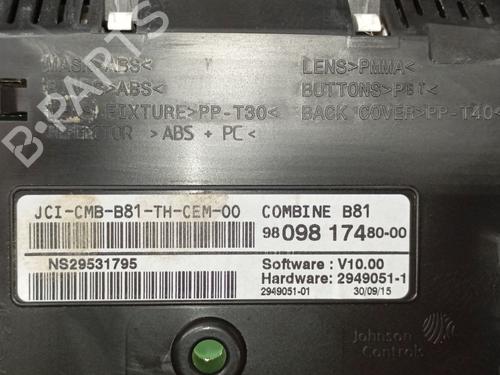 B-PARTS
MASK>ABS<
LENS>PMMA<
>ABS<
BUTTONS>PBT<
FIXTURE>PP-T30<
BACK COVER>PP-T40<
>ABS + PC<
JCI-CMB-B81-TH-CEM-00
COMBINE B81
98 098 174 80-00
NS29531795
Software : V10.00
Hardware: 2949051-1
2949051-01
30/09/15
Johnson
Controls